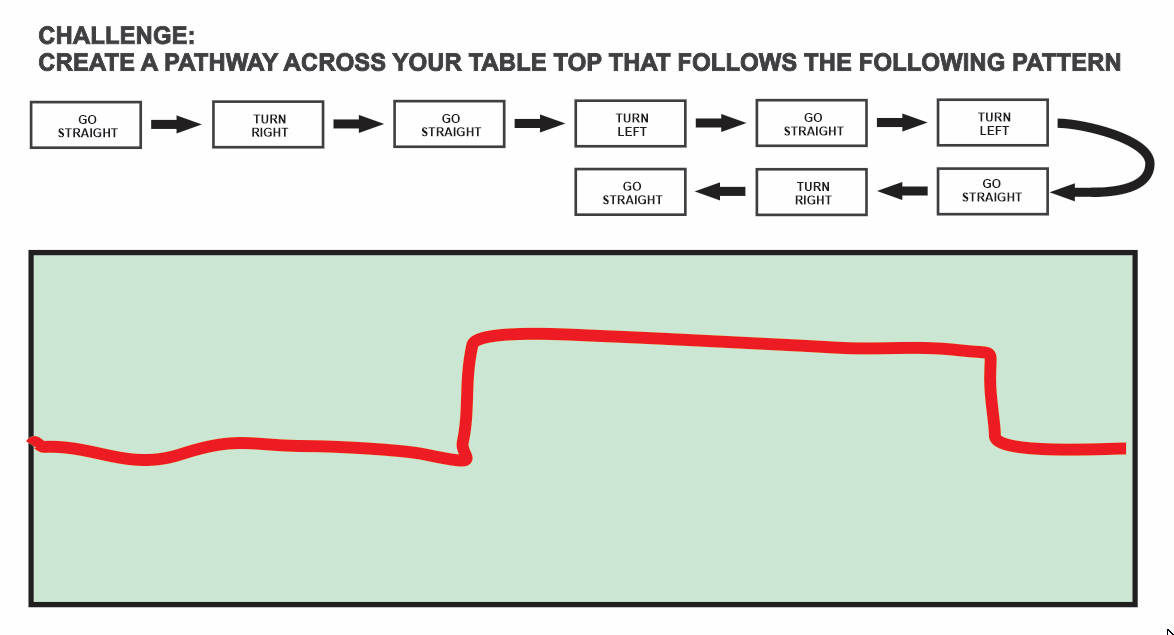 CHALLENGE:
CREATE A PATHWAY ACROSS YOUR TABLE TOP THAT FOLLOWS THE FOLLOWING PATTERN
GO
STRAIGHT
TURN
RIGHT
GO
STRAIGHT
TURN
LEFT
GO
STRAIGHT
TURN
LEFT
GO
STRAIGHT
TURN
RIGHT
GO
STRAIGHT